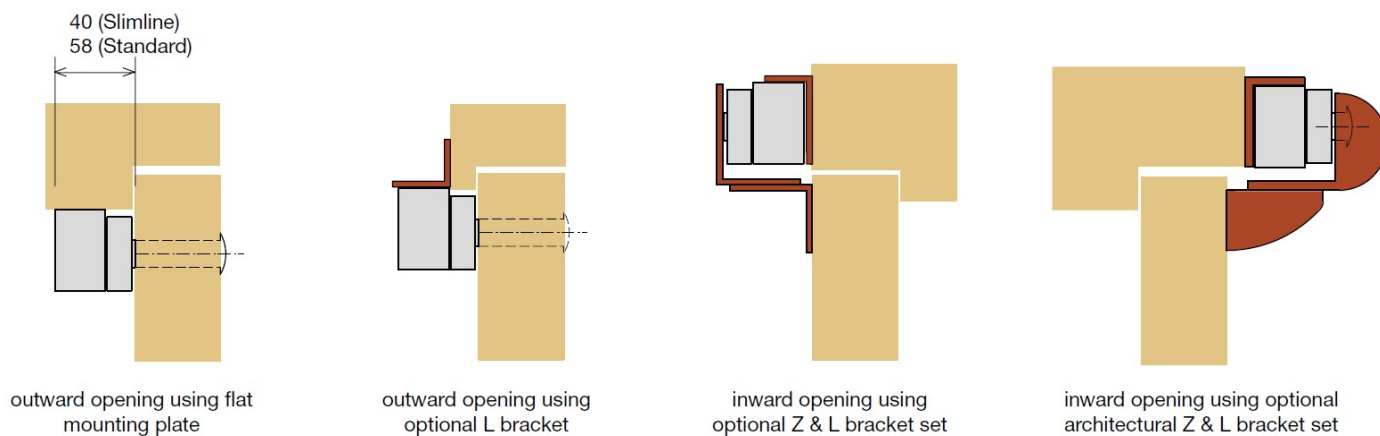 40 (Slimline)
58 (Standard)
outward opening using flat
mounting plate
outward opening using
optional L bracket
inward opening using
optional Z & L bracket set
inward opening using optional
architectural Z & L bracket set